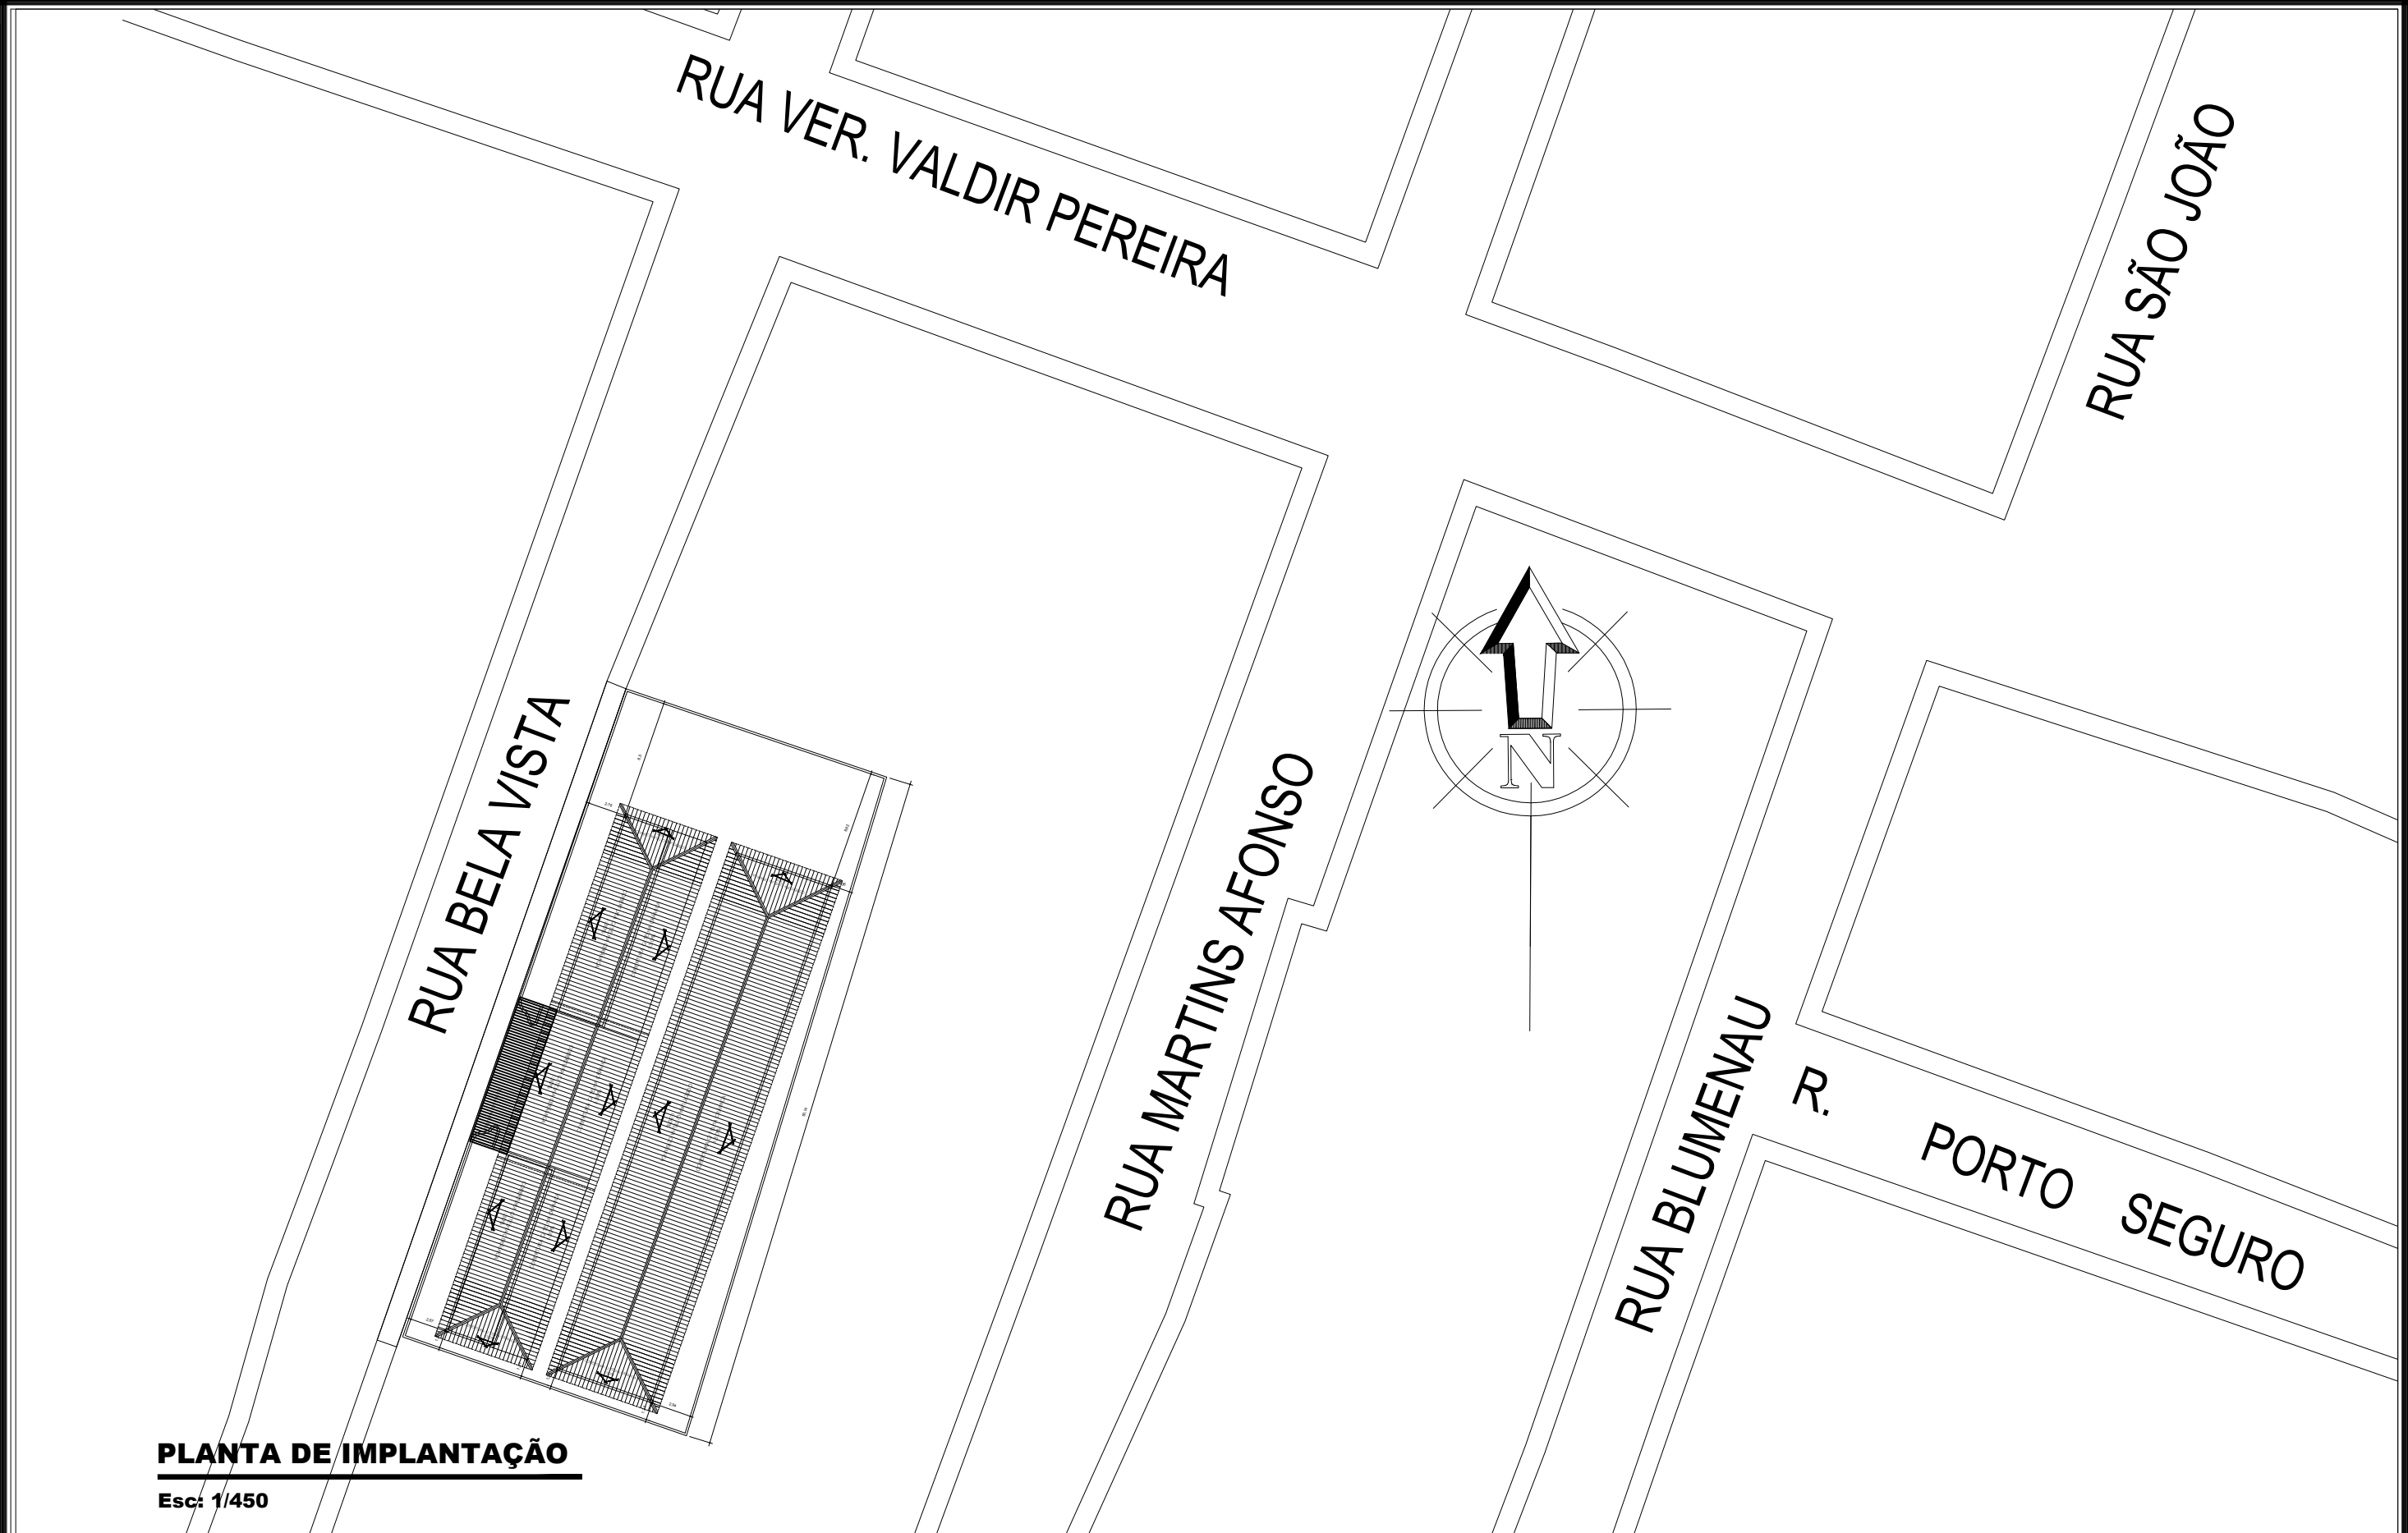 RUA VER. VALDIR PEREIRA
RUA SÃO JOÃO
RUA BELA VISTA
RUA MARTINS AFONSO
N
RUA BLUMENAU
R. PORTO SEGURO
PLANTA DE IMPLANTAÇÃO
Esc: 1/450